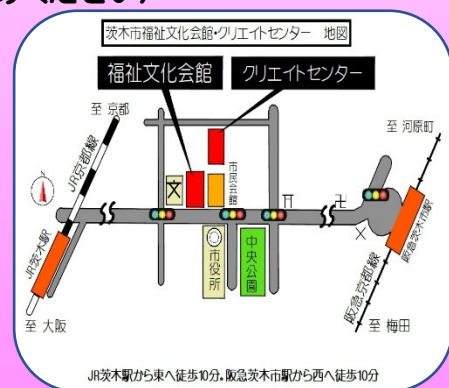 茨木市福祉文化会館・クリエイトセンター 地図
福祉文化会館
クリエイトセンター
至 京都
至 河原町
JR京都線
市民会館
文
JR茨木駅
市役所
中央公園
阪急茨木市駅
阪急京都線
至 大阪
至 梅田
JR茨木駅から東へ徒歩10分。阪急茨木市駅から西へ徒歩10分